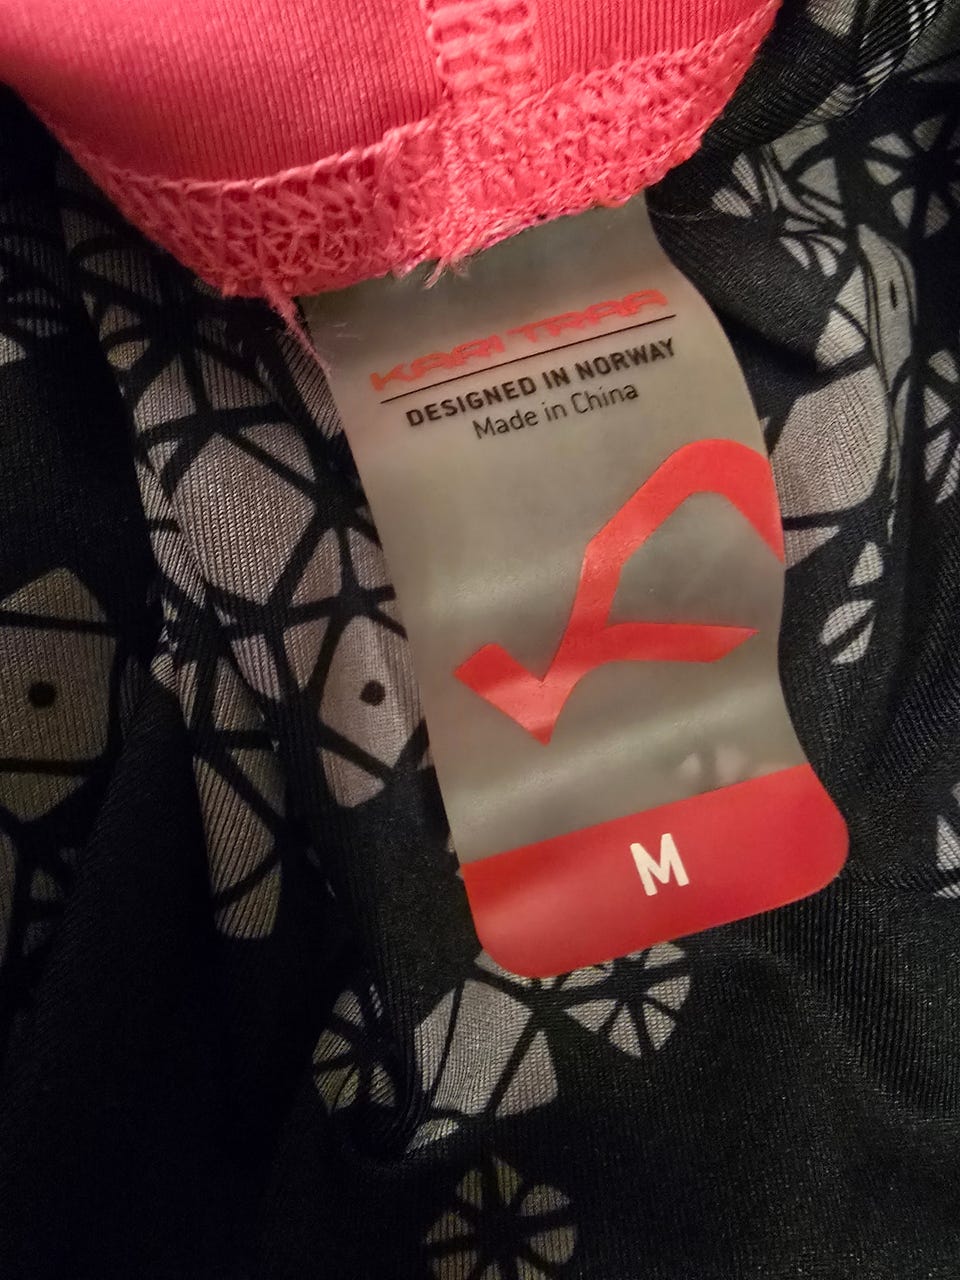 KARI TRAA
DESIGNED IN NORWAY
Made in China
M